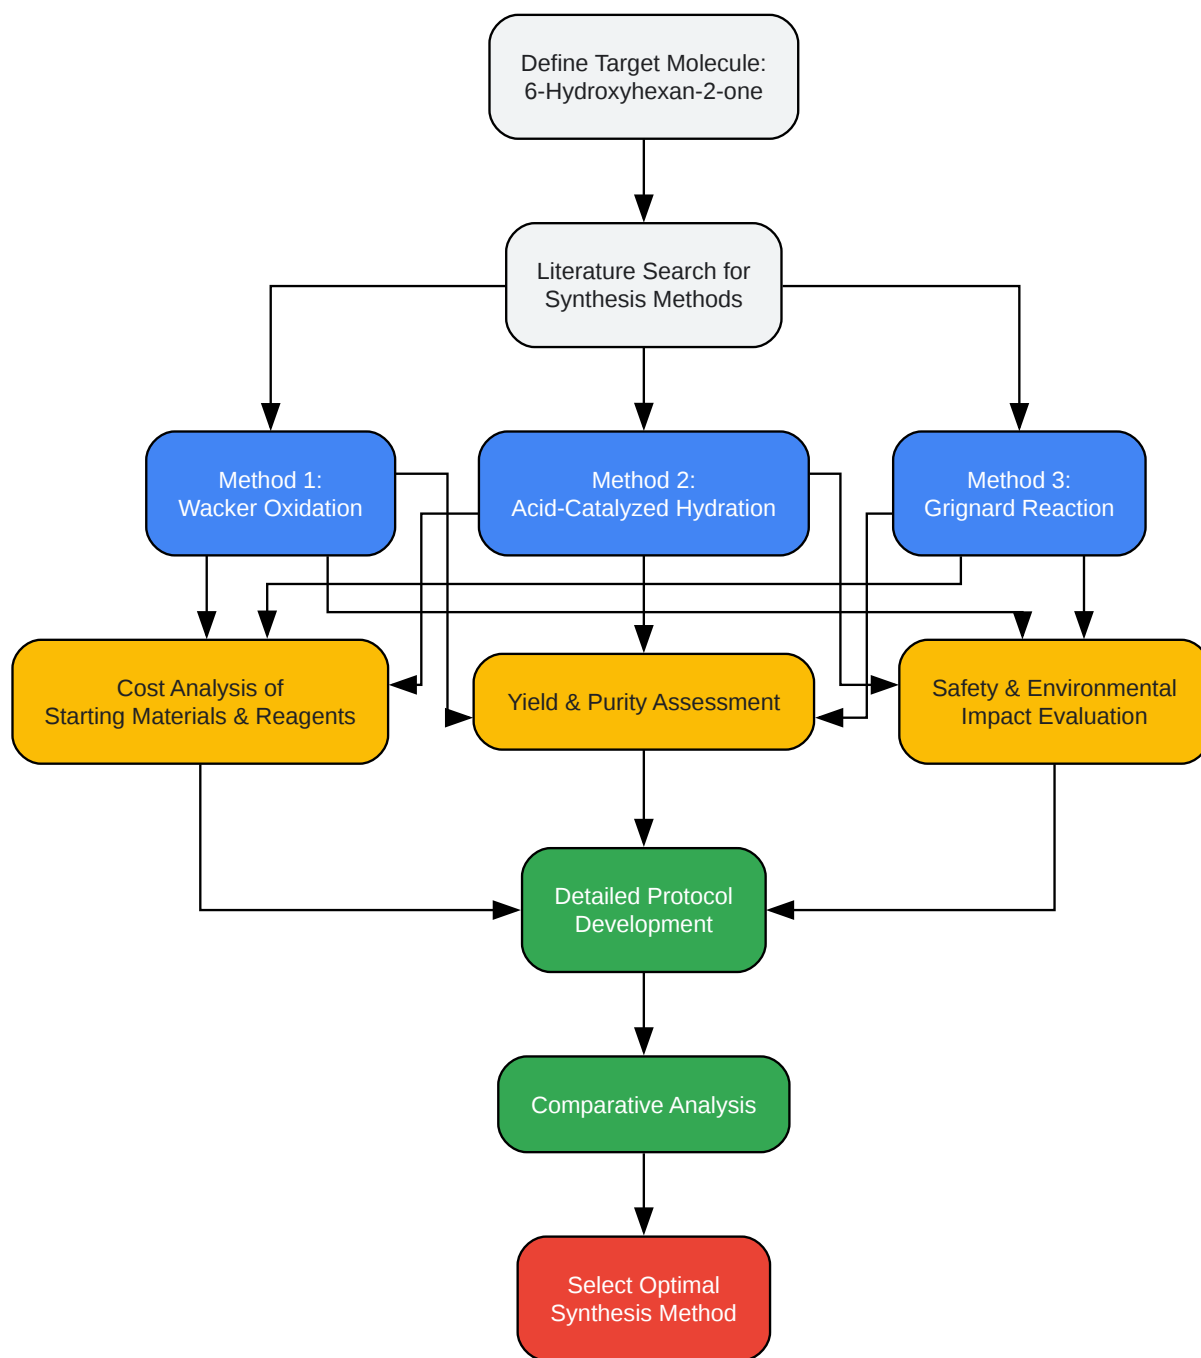 Define Target Molecule:
6-Hydroxyhexan-2-one
Literature Search for
Synthesis Methods
Method 1:
Wacker Oxidation
Method 2:
Acid-Catalyzed Hydration
Method 3:
Grignard Reaction
Cost Analysis of
Starting Materials & Reagents
Yield & Purity Assessment
Safety & Environmental
Impact Evaluation
Detailed Protocol
Development
Comparative Analysis
Select Optimal
Synthesis Method